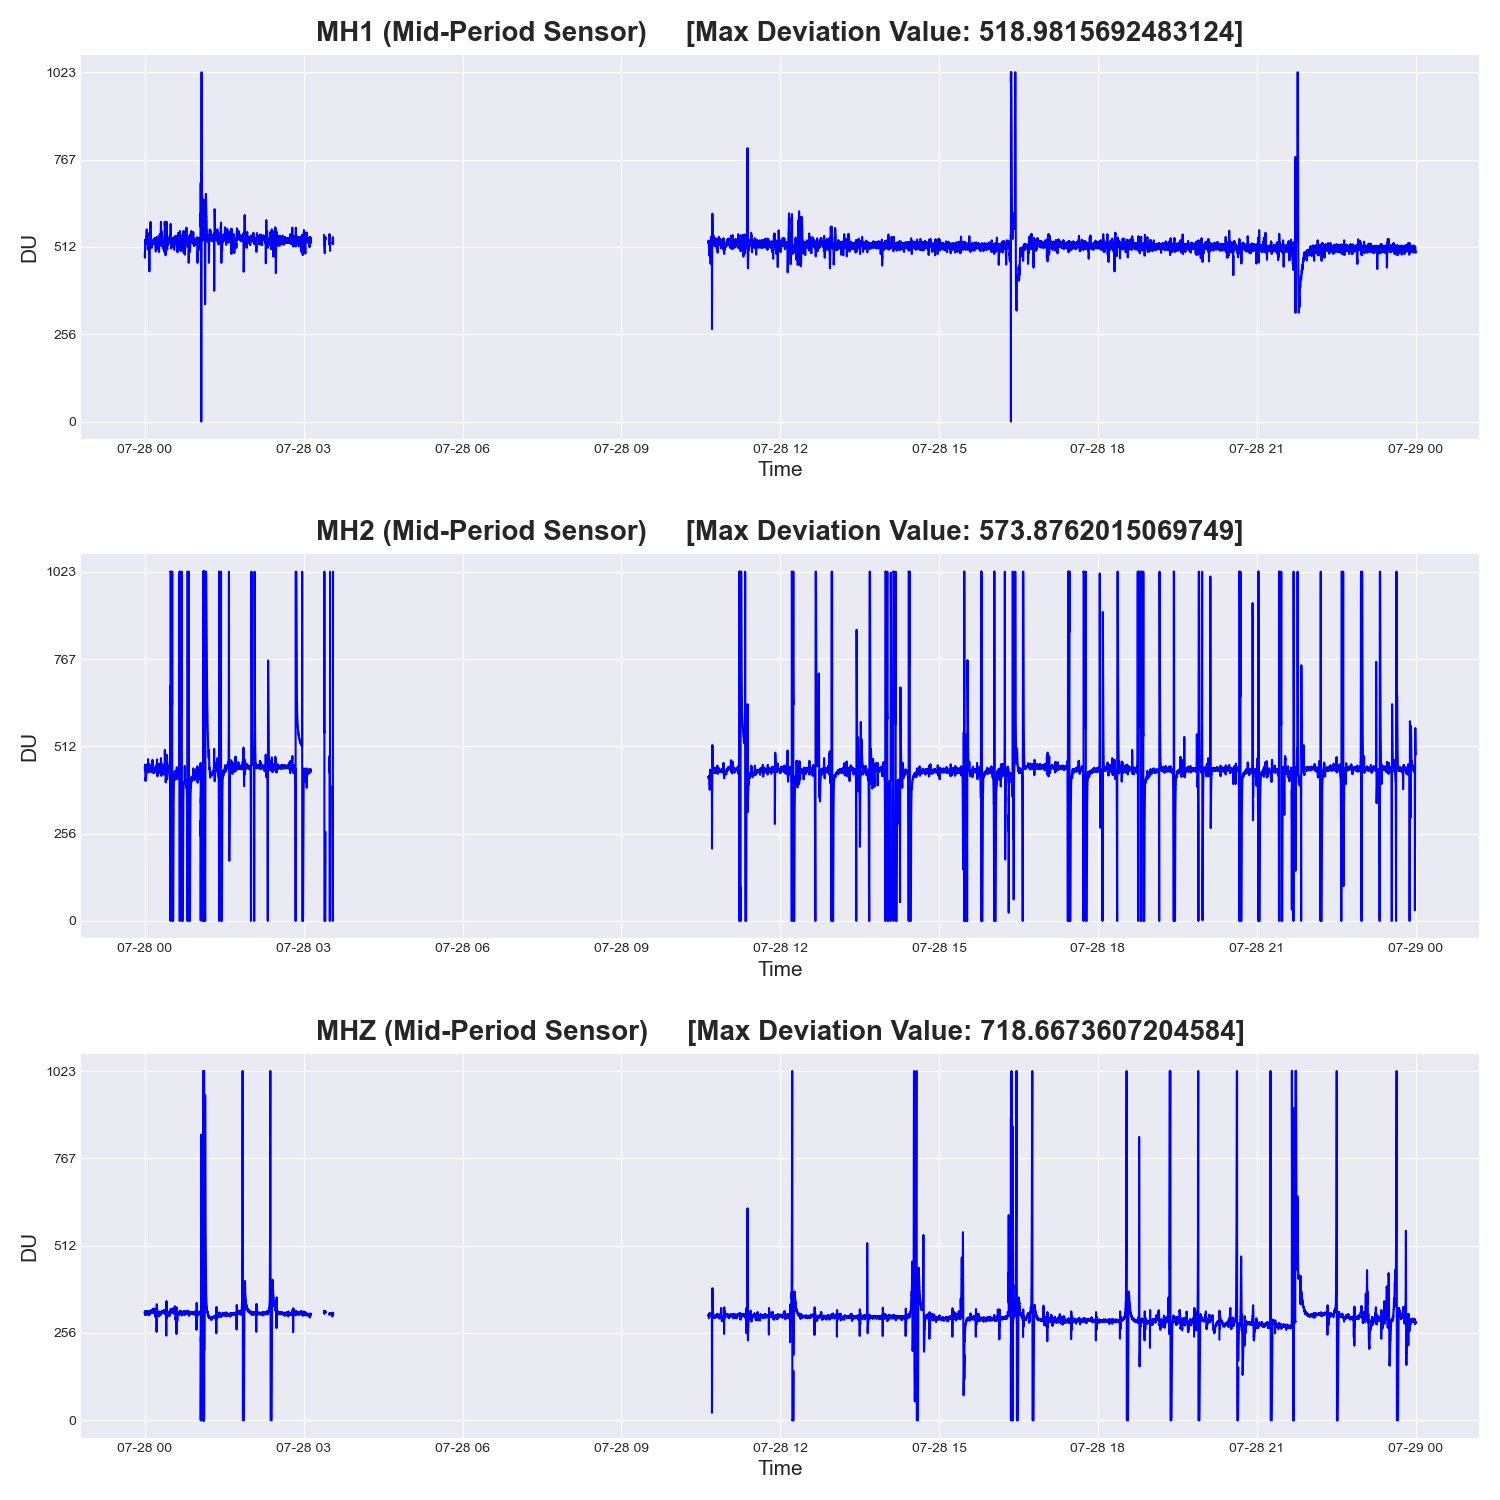 MH1 (Mid-Period Sensor) [Max Deviation Value: 518.9815692483124]
1023
767
512
256
0
DU
07-28 00 07-28 03 07-28 06 07-28 09 07-28 12 07-28 15 07-28 18 07-28 21 07-29 00
Time
MH2 (Mid-Period Sensor) [Max Deviation Value: 573.8762015069749]
1023
767
512
256
0
DU
07-28 00 07-28 03 07-28 06 07-28 09 07-28 12 07-28 15 07-28 18 07-28 21 07-29 00
Time
MHZ (Mid-Period Sensor) [Max Deviation Value: 718.6673607204584]
1023
767
512
256
0
DU
07-28 00 07-28 03 07-28 06 07-28 09 07-28 12 07-28 15 07-28 18 07-28 21 07-29 00
Time